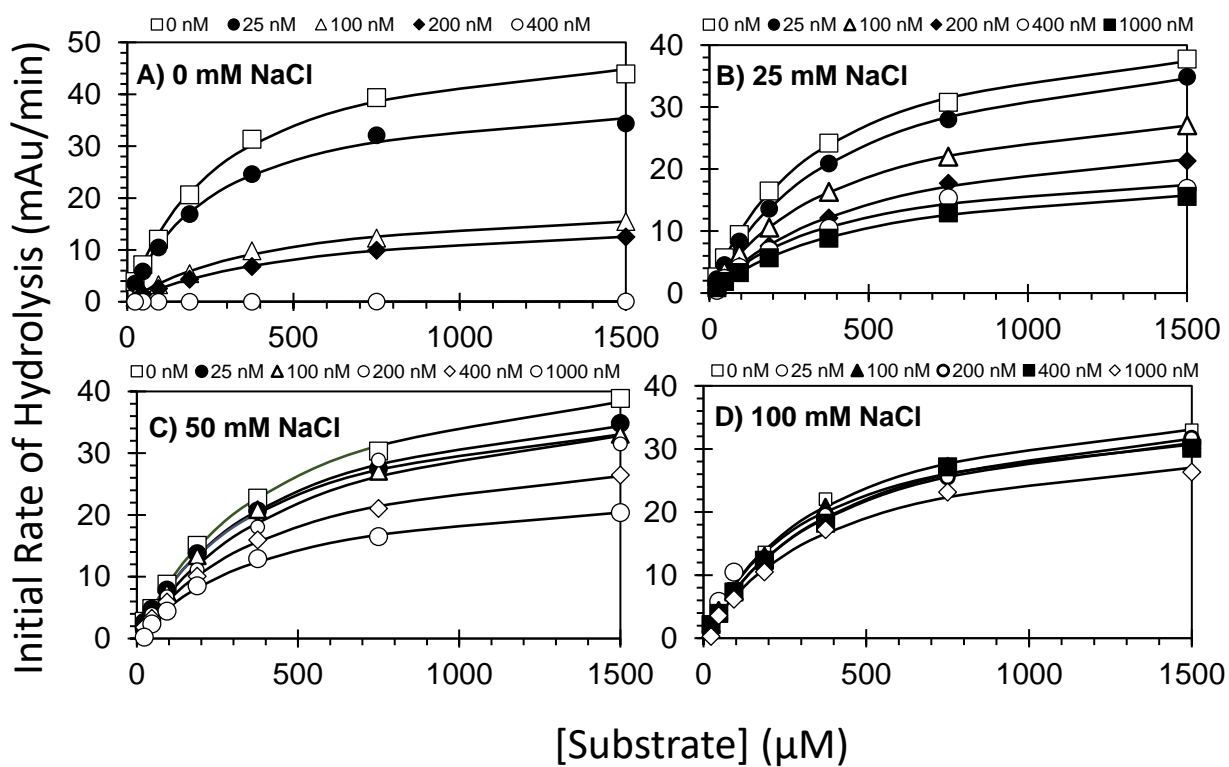 Initial Rate of Hydrolysis (mAu/min)
□ 0 nM ● 25 nM △ 100 nM ◆ 200 nM ○ 400 nM
50
40
30
20
10
0
A) 0 mM NaCl
0 500 1000 1500
□ 0 nM ● 25 nM △ 100 nM ◆ 200 nM ○ 400 nM ■ 1000 nM
40
30
20
10
0
B) 25 mM NaCl
0 500 1000 1500
□ 0 nM ● 25 nM △ 100 nM ○ 200 nM ◇ 400 nM ○ 1000 nM
40
30
20
10
0
C) 50 mM NaCl
0 500 1000 1500
□ 0 nM ○ 25 nM ▲ 100 nM ○ 200 nM ■ 400 nM ◇ 1000 nM
40
30
20
10
0
D) 100 mM NaCl
0 500 1000 1500
[Substrate] (µM)